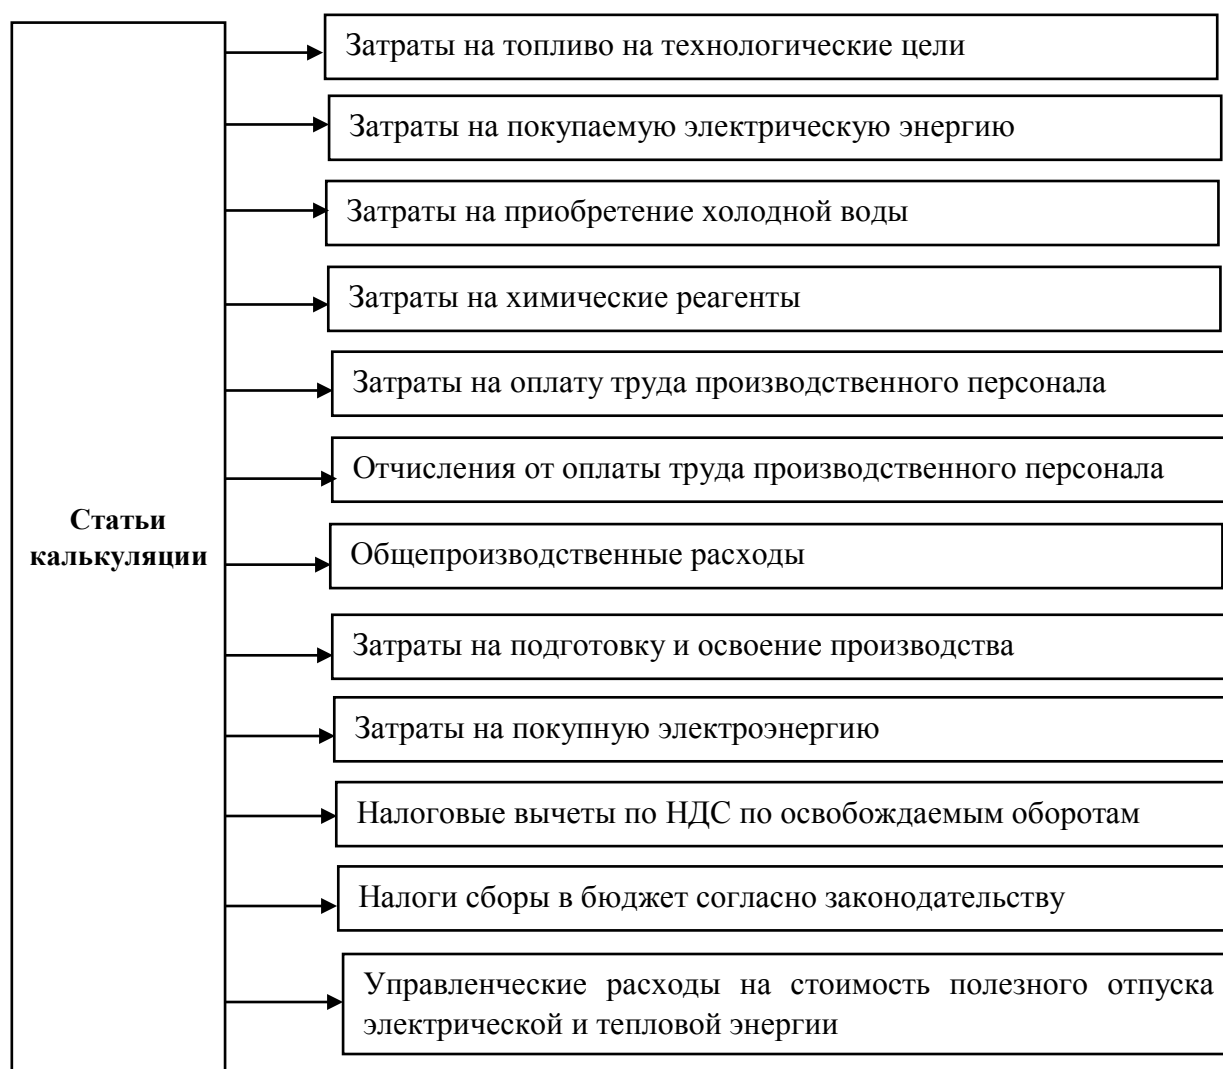 Затраты на топливо на технологические цели
Затраты на покупаемую электрическую энергию
Затраты на приобретение холодной воды
Затраты на химические реагенты
Затраты на оплату труда производственного персонала
Отчисления от оплаты труда производственного персонала
Статьи
калькуляции
Общепроизводственные расходы
Затраты на подготовку и освоение производства
Затраты на покупную электроэнергию
Налоговые вычеты по НДС по освобождаемым оборотам
Налоги сборы в бюджет согласно законодательству
Управленческие расходы на стоимость полезного отпуска
электрической и тепловой энергии